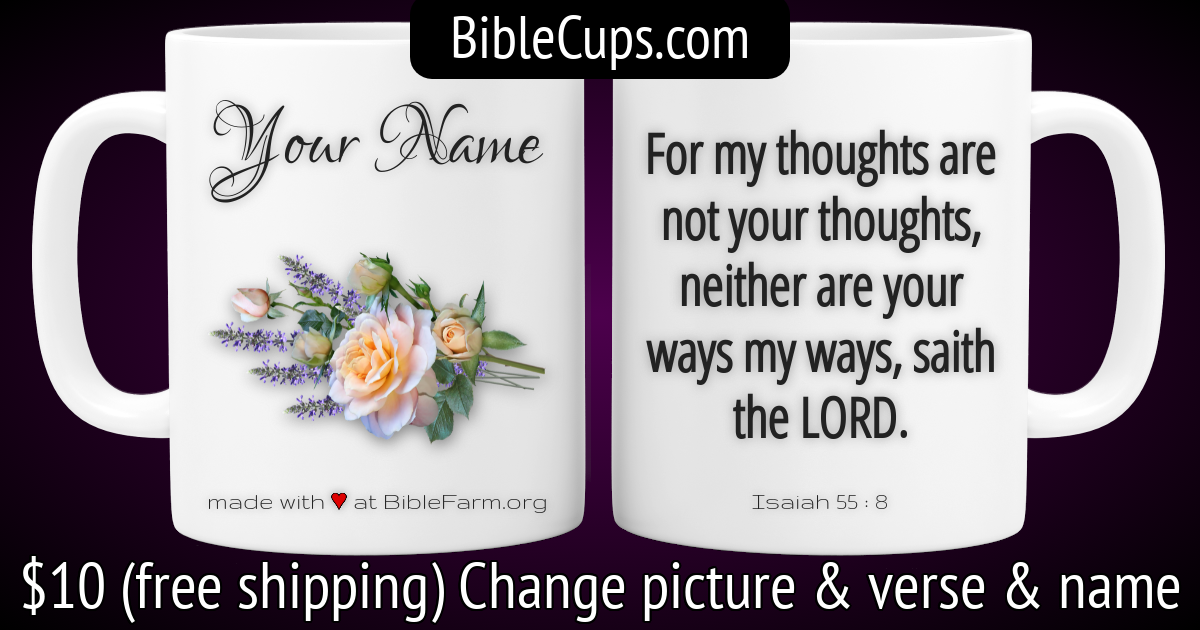 BibleCups.com
Your Name
made with ♥ at BibleFarm.org
For my thoughts are
not your thoughts,
neither are your
ways my ways, saith
the LORD.
Isaiah 55 : 8
$10 (free shipping) Change picture & verse & name